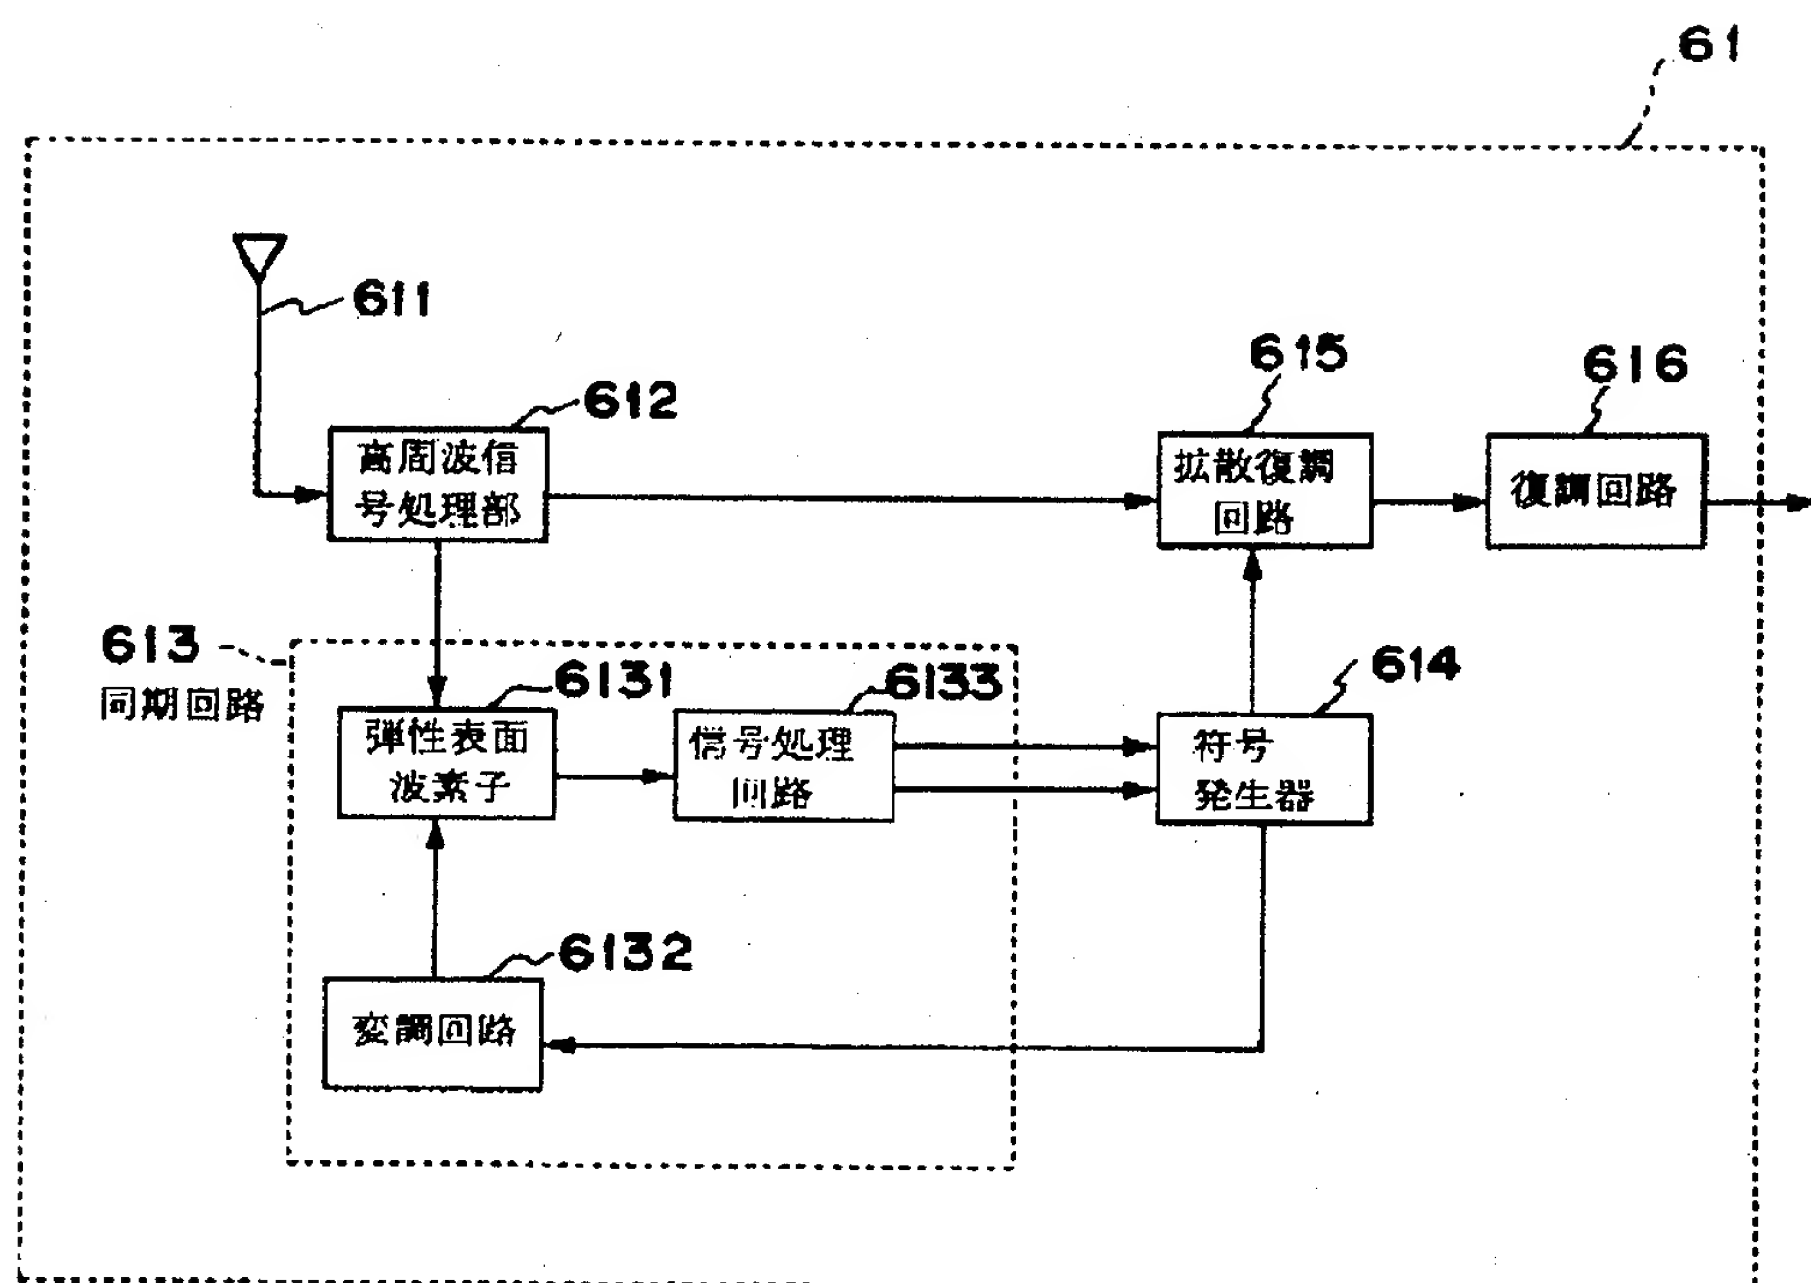 61
611
612
高周波信
号処理部
615
拡散復調
回路
616
復調回路
613
同期回路
6131
弾性表面
波素子
6133
信号処理
回路
614
符号
発生器
6132
変調回路